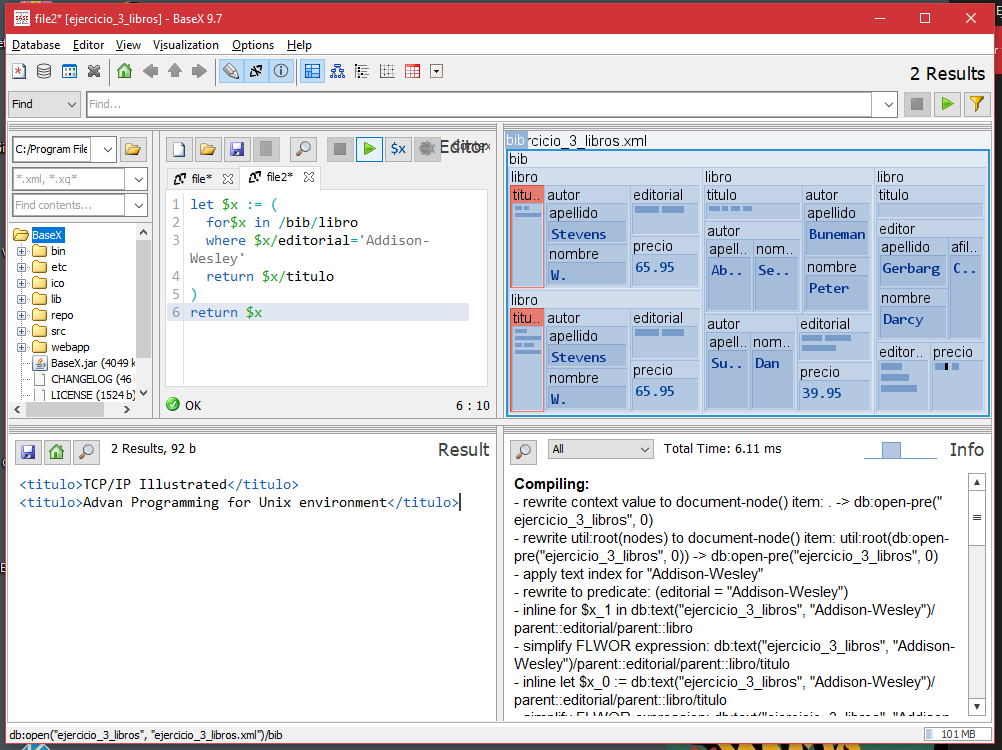 file2* [ejercicio_3_libros] - BaseX 9.7
Database Editor View Visualization Options Help
2 Results
Find Find...
C:/Program File
*.xml, *.xq*
Find contents...
BaseX
bin
etc
ico
lib
repo
src
webapp
BaseX.jar (4049 k
CHANGELOG (46
LICENSE (1524 b)
Editor
file* file2*
1 let $x := (
2 for$x in /bib/libro
3 where $x/editorial='Addison-
Wesley'
4 return $x/titulo
5 )
6 return $x
OK 6 : 10
bib rcicio_3_libros.xml
bib
libro
titu..
autor
apellido
Stevens
nombre
W.
editorial
precio
65.95
libro
titu..
autor
apellido
Stevens
nombre
W.
editorial
precio
65.95
libro
titulo
autor
apellido
Buneman
nombre
Peter
autor
apell..
Ab..
nom..
Se..
autor
apell..
Su..
nom..
Dan
editorial
precio
39.95
libro
titulo
editor
apellido
Gerbarg
nombre
Darcy
afil..
C..
editor..
precio
2 Results, 92 b Result
<titulo>TCP/IP Illustrated</titulo>
<titulo>Advan Programming for Unix environment</titulo>
All Total Time: 6.11 ms Info
Compiling:
- rewrite context value to document-node() item: . -> db:open-pre("
ejercicio_3_libros", 0)
- rewrite util:root(nodes) to document-node() item: util:root(db:open-
pre("ejercicio_3_libros", 0)) -> db:open-pre("ejercicio_3_libros", 0)
- apply text index for "Addison-Wesley"
- rewrite to predicate: (editorial = "Addison-Wesley")
- inline for $x_1 in db:text("ejercicio_3_libros", "Addison-Wesley")/
parent::editorial/parent::libro
- simplify FLWOR expression: db:text("ejercicio_3_libros", "Addison-
Wesley")/parent::editorial/parent::libro/titulo
- inline let $x_0 := db:text("ejercicio_3_libros", "Addison-Wesley")/
parent::editorial/parent::libro/titulo
- simplify FLWOR expression: db:text("ejercicio_3_libros", "Addison-
db:open("ejercicio_3_libros", "ejercicio_3_libros.xml")/bib
101 MB